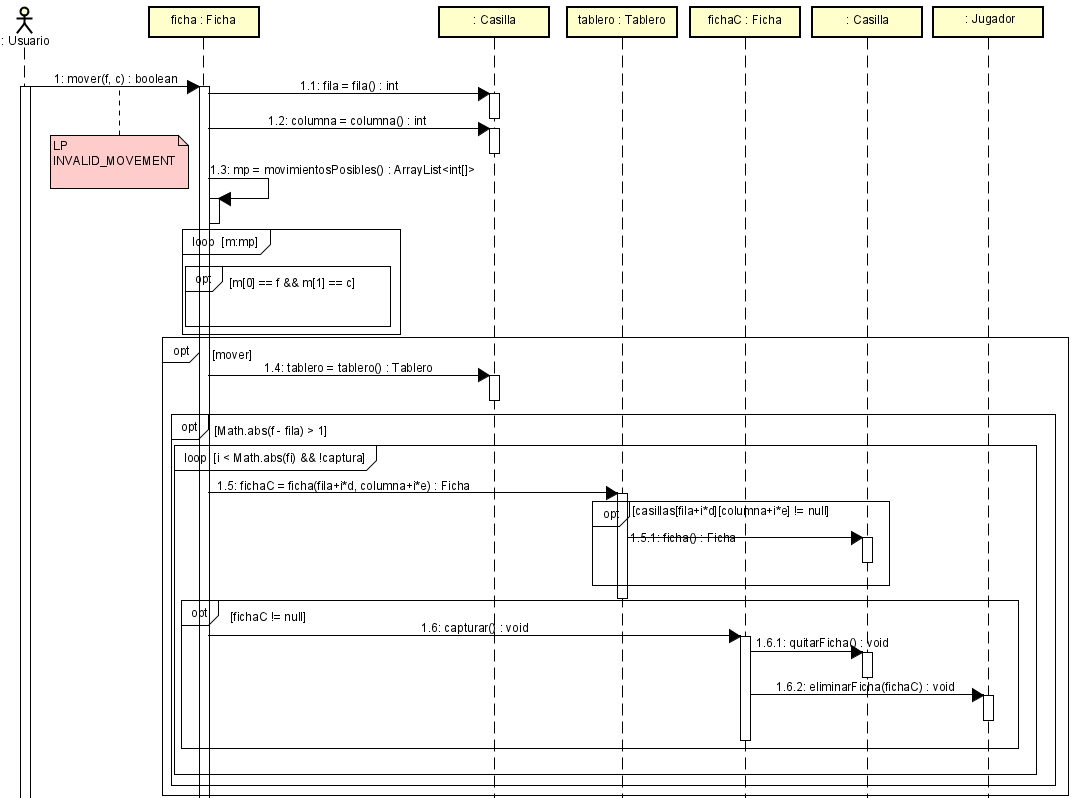 : Usuario
ficha : Ficha
: Casilla
tablero : Tablero
fichaC : Ficha
: Casilla
: Jugador
1: mover(f, c) : boolean
1.1: fila = fila() : int
1.2: columna = columna() : int
LP
INVALID_MOVEMENT
1.3: mp = movimientosPosibles() : ArrayList<int[]>
loop [m:mp]
opt [m[0] == f && m[1] == c]
opt [mover]
1.4: tablero = tablero() : Tablero
opt [Math.abs(f - fila) > 1]
loop [i < Math.abs(fi) && !captura]
1.5: fichaC = ficha(fila+i*d, columna+i*e) : Ficha
opt [casillas[fila+i*d][columna+i*e] != null]
1.5.1: ficha() : Ficha
opt [fichaC != null]
1.6: capturar() : void
1.6.1: quitarFicha() : void
1.6.2: eliminarFicha(fichaC) : void